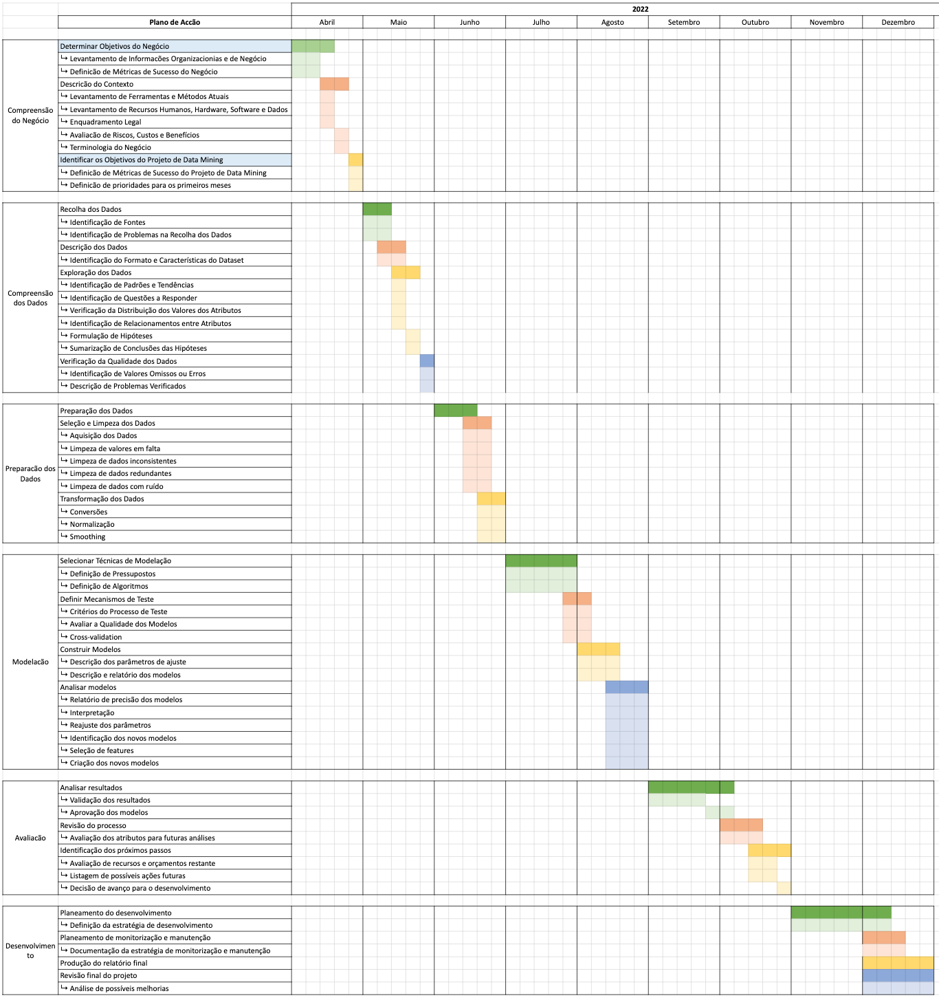 2022
Plano de Accão
Abril
Maio
Junho
Julho
Agosto
Setembro
Outubro
Novembro
Dezembro
Compreensão
do Negócio
Determinar Objetivos do Negócio
↳ Levantamento de Informacões Organizacionias e de Negócio
↳ Definicão de Métricas de Sucesso do Negócio
Descricão do Contexto
↳ Levantamento de Ferramentas e Métodos Atuais
↳ Levantamento de Recursos Humanos, Hardware, Software e Dados
↳ Enquadramento Legal
↳ Avaliacão de Riscos, Custos e Benefícios
↳ Terminologia do Negócio
Identificar os Objetivos do Projeto de Data Mining
↳ Definicão de Métricas de Sucesso do Projeto de Data Mining
↳ Definicão de prioridades para os primeiros meses
Compreensão
dos Dados
Recolha dos Dados
↳ Identificação de Fontes
↳ Identificação de Problemas na Recolha dos Dados
Descrição dos Dados
↳ Identificação do Formato e Características do Dataset
Exploração dos Dados
↳ Identificação de Padrões e Tendências
↳ Identificação de Questões a Responder
↳ Verificação da Distribuição dos Valores dos Atributos
↳ Identificação de Relacionamentos entre Atributos
↳ Formulação de Hipóteses
↳ Sumarização de Conclusões das Hipóteses
Verificação da Qualidade dos Dados
↳ Identificação de Valores Omissos ou Erros
↳ Descrição de Problemas Verificados
Preparacão dos
Dados
Preparação dos Dados
Seleção e Limpeza dos Dados
↳ Aquisição dos Dados
↳ Limpeza de valores em falta
↳ Limpeza de dados inconsistentes
↳ Limpeza de dados redundantes
↳ Limpeza de dados com ruído
Transformação dos Dados
↳ Conversões
↳ Normalização
↳ Smoothing
Modelacão
Selecionar Técnicas de Modelação
↳ Definição de Pressupostos
↳ Definição de Algoritmos
Definir Mecanismos de Teste
↳ Critérios do Processo de Teste
↳ Avaliar a Qualidade dos Modelos
↳ Cross-validation
Construir Modelos
↳ Descrição dos parâmetros de ajuste
↳ Descrição e relatório dos modelos
Analisar modelos
↳ Relatório de precisão dos modelos
↳ Interpretação
↳ Reajuste dos parâmetros
↳ Identificação dos novos modelos
↳ Seleção de features
↳ Criação dos novos modelos
Avaliacão
Analisar resultados
↳ Validação dos resultados
↳ Aprovação dos modelos
Revisão do processo
↳ Avaliação dos atributos para futuras análises
Identificação dos próximos passos
↳ Avaliação de recursos e orçamentos restante
↳ Listagem de possíveis ações futuras
↳ Decisão de avanço para o desenvolvimento
Desenvolvimen
to
Planeamento do desenvolvimento
↳ Definição da estratégia de desenvolvimento
Planeamento de monitorização e manutenção
↳ Documentação da estratégia de monitorização e manutenção
Produção do relatório final
Revisão final do projeto
↳ Análise de possíveis melhorias